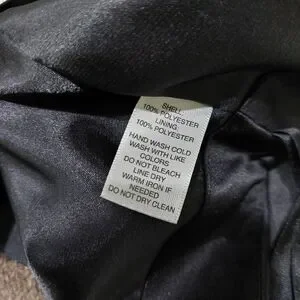 SHELL
100% POLYESTER
LINING:
100% POLYESTER
HAND WASH COLD
WASH WITH LIKE
COLORS
DO NOT BLEACH
LINE DRY
WARM IRON IF
NEEDED
DO NOT DRY CLEAN